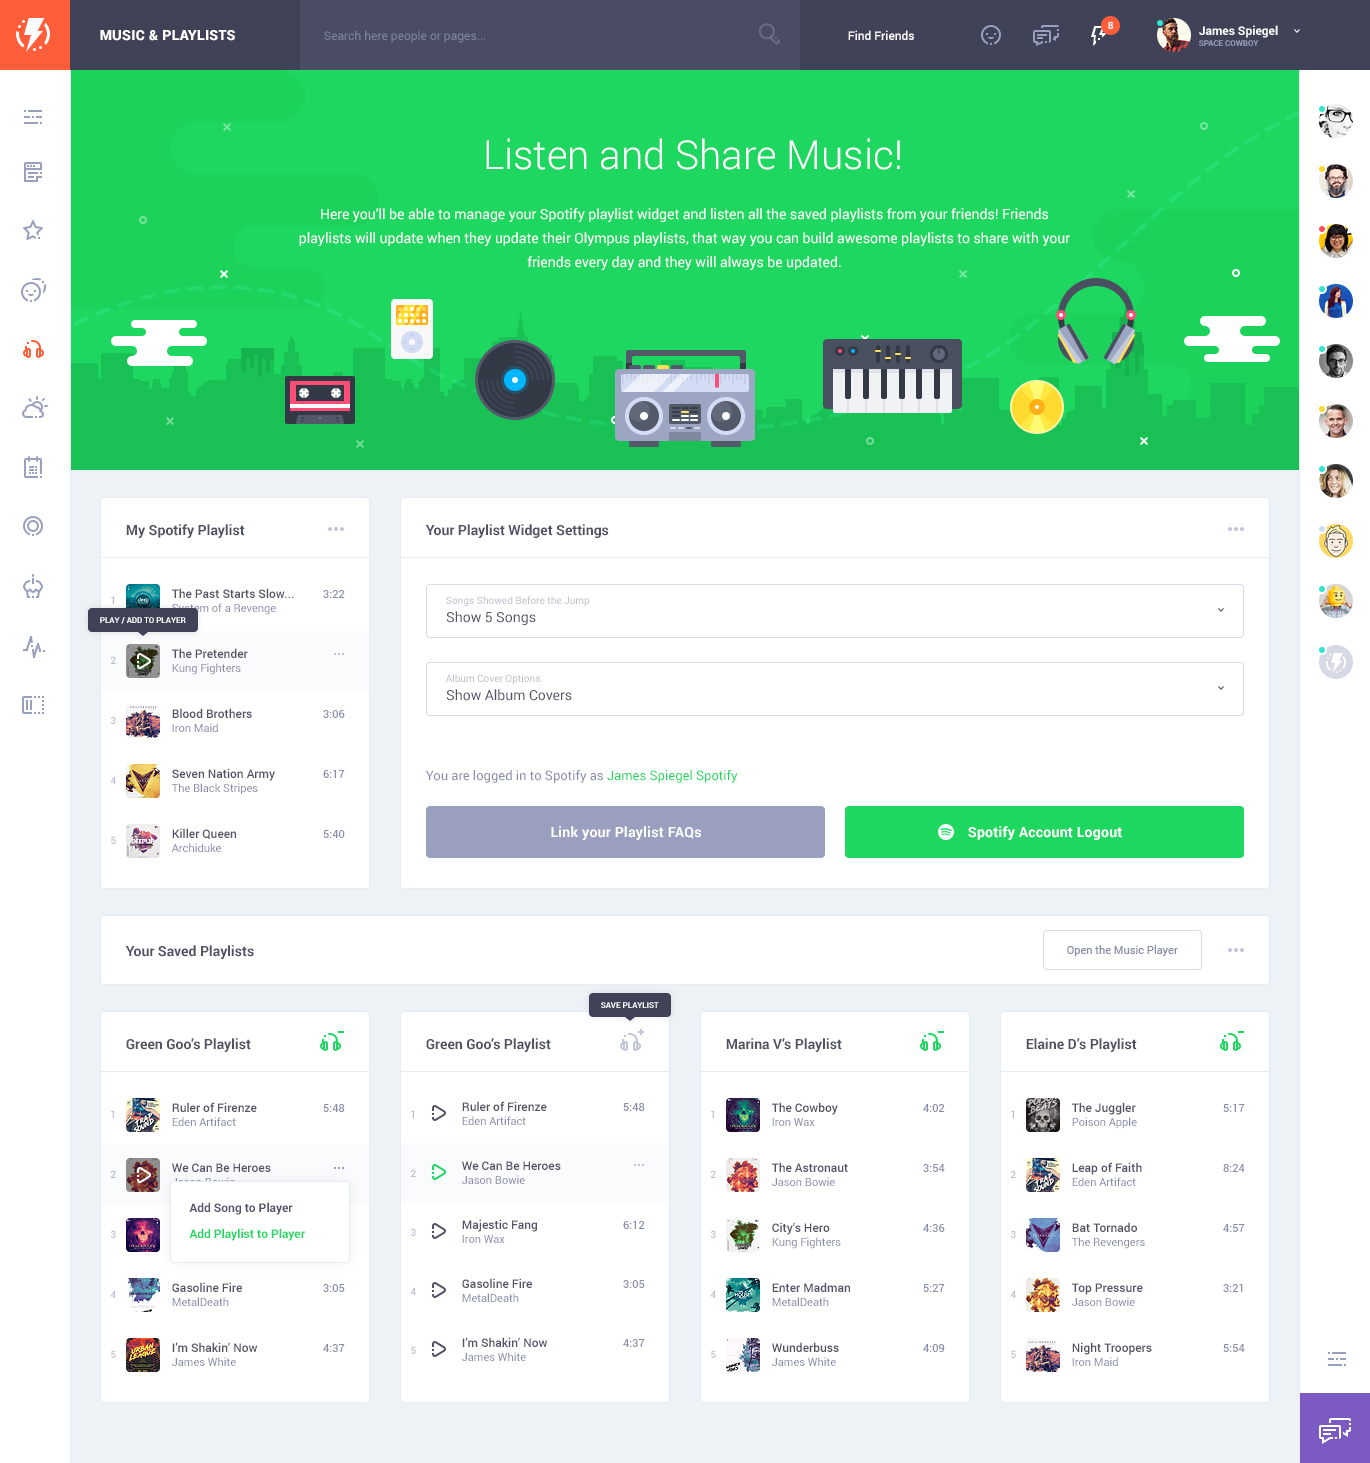 MUSIC & PLAYLISTS
Search here people or pages...
Find Friends
8
James Spiegel
SPACE COWBOY
Listen and Share Music!
Here you'll be able to manage your Spotify playlist widget and listen all the saved playlists from your friends! Friends
playlists will update when they update their Olympus playlists, that way you can build awesome playlists to share with your
friends every day and they will always be updated.
My Spotify Playlist
1
The Past Starts Slow...
3:22
System of a Revenge
PLAY / ADD TO PLAYER
2
The Pretender
Kung Fighters
3
Blood Brothers
3:06
Iron Maid
4
Seven Nation Army
6:17
The Black Stripes
5
Killer Queen
5:40
Archiduke
Your Playlist Widget Settings
Songs Showed Before the Jump
Show 5 Songs
Album Cover Options
Show Album Covers
You are logged in to Spotify as James Spiegel Spotify
Link your Playlist FAQs
Spotify Account Logout
Your Saved Playlists
Open the Music Player
Green Goo's Playlist
1
Ruler of Firenze
5:48
Eden Artifact
2
We Can Be Heroes
Jason Bowie
Add Song to Player
Add Playlist to Player
3
4
Gasoline Fire
3:05
MetalDeath
5
I'm Shakin' Now
4:37
James White
SAVE PLAYLIST
Green Goo's Playlist
1
Ruler of Firenze
5:48
Eden Artifact
2
We Can Be Heroes
Jason Bowie
3
Majestic Fang
6:12
Iron Wax
4
Gasoline Fire
3:05
MetalDeath
5
I'm Shakin' Now
4:37
James White
Marina V's Playlist
1
The Cowboy
4:02
Iron Wax
2
The Astronaut
3:54
Jason Bowie
3
City's Hero
4:36
Kung Fighters
4
Enter Madman
5:27
MetalDeath
5
Wunderbuss
4:09
James White
Elaine D's Playlist
1
The Juggler
5:17
Poison Apple
2
Leap of Faith
8:24
Eden Artifact
3
Bat Tornado
4:57
The Revengers
4
Top Pressure
3:21
Jason Bowie
5
Night Troopers
5:54
Iron Maid